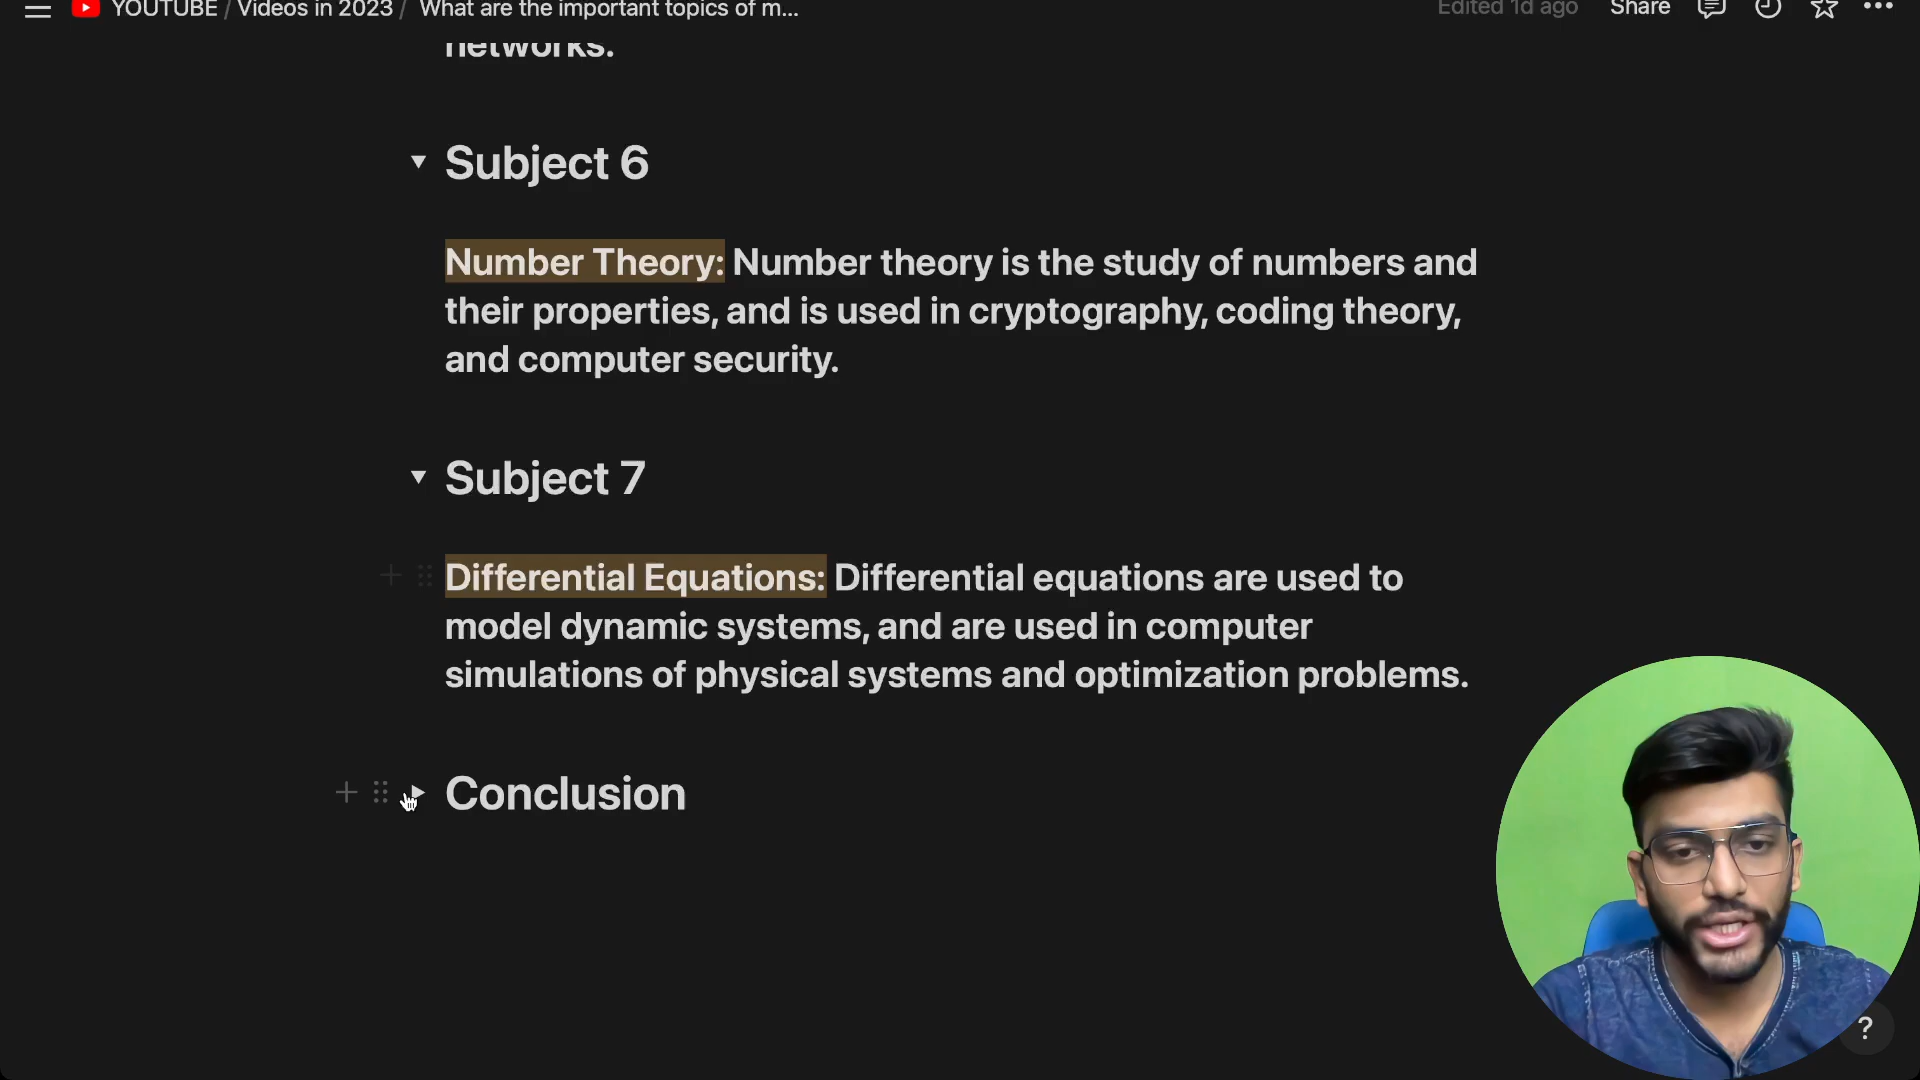 YOUTUBE / Videos in 2023 / What are the important topics of m...
Edited 1d ago Share
networks.
Subject 6
Number Theory: Number theory is the study of numbers and
their properties, and is used in cryptography, coding theory,
and computer security.
Subject 7
Differential Equations: Differential equations are used to
model dynamic systems, and are used in computer
simulations of physical systems and optimization problems.
Conclusion
?